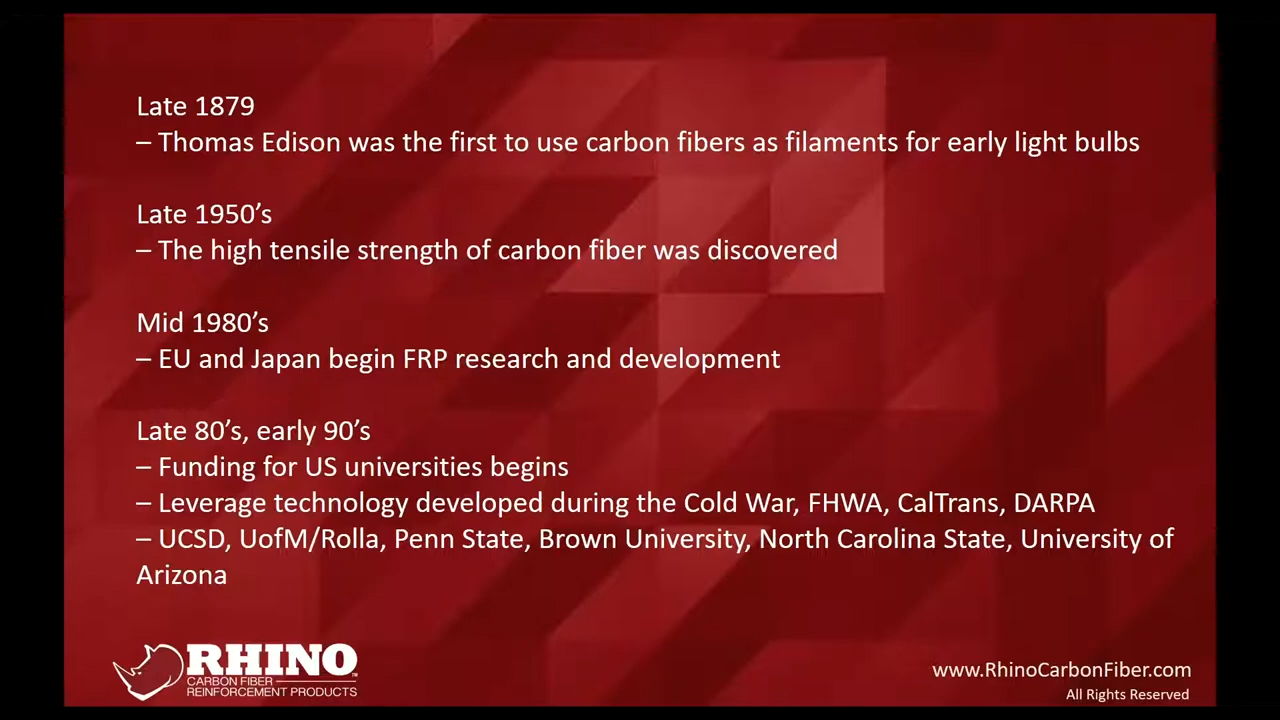 Late 1879
– Thomas Edison was the first to use carbon fibers as filaments for early light bulbs
Late 1950’s
– The high tensile strength of carbon fiber was discovered
Mid 1980’s
– EU and Japan begin FRP research and development
Late 80’s, early 90’s
– Funding for US universities begins
– Leverage technology developed during the Cold War, FHWA, CalTrans, DARPA
– UCSD, UofM/Rolla, Penn State, Brown University, North Carolina State, University of
Arizona
RHINO™
CARBON FIBER
REINFORCEMENT PRODUCTS
www.RhinoCarbonFiber.com
All Rights Reserved